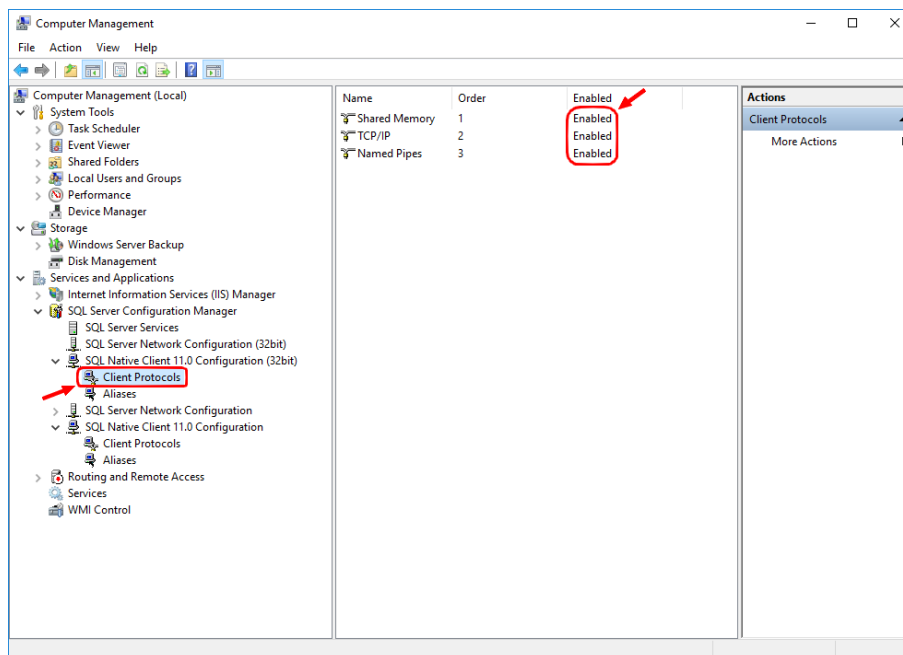 Computer Management
File Action View Help
Computer Management (Local)
System Tools
Task Scheduler
Event Viewer
Shared Folders
Local Users and Groups
Performance
Device Manager
Storage
Windows Server Backup
Disk Management
Services and Applications
Internet Information Services (IIS) Manager
SQL Server Configuration Manager
SQL Server Services
SQL Server Network Configuration (32bit)
SQL Native Client 11.0 Configuration (32bit)
Client Protocols
Aliases
SQL Server Network Configuration
SQL Native Client 11.0 Configuration
Client Protocols
Aliases
Routing and Remote Access
Services
WMI Control
Name Order Enabled
Shared Memory 1 Enabled
TCP/IP 2 Enabled
Named Pipes 3 Enabled
Actions
Client Protocols
More Actions